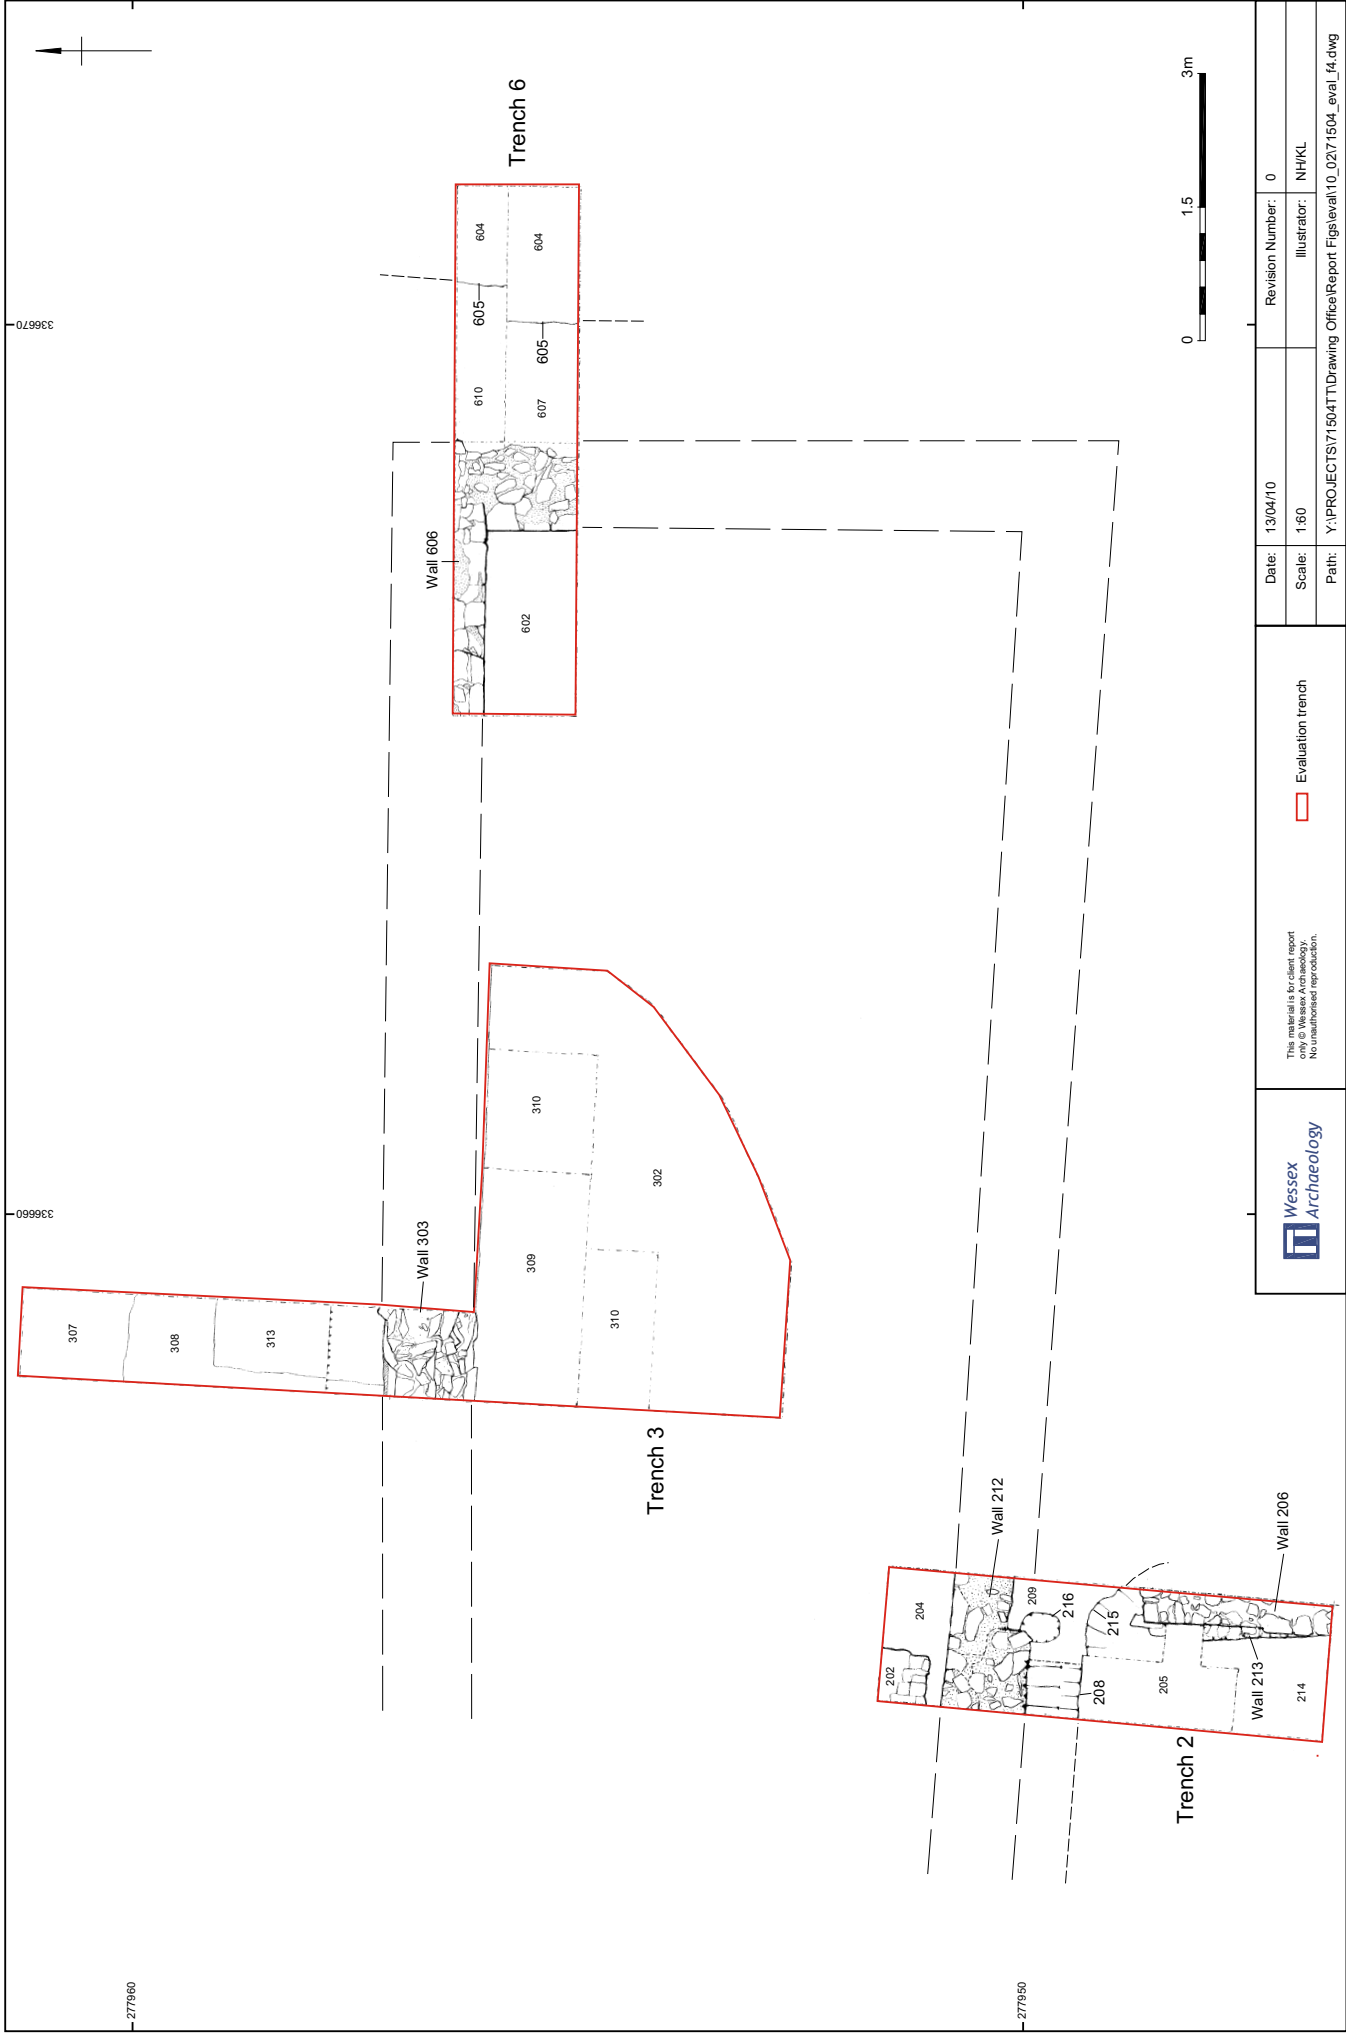 336670
336660
277960
277950
Trench 6
604
604
605
605
610
607
Wall 606
602
Wall 303
307
308
313
310
309
310
302
Trench 3
Wall 212
204
202
209
216
215
208
205
Wall 213
214
Wall 206
Trench 2
0 1.5 3m
Wessex
Archaeology
This material is for client report
only © Wessex Archaeology.
No unauthorised reproduction.
Evaluation trench
Date: 13/04/10 Revision Number: 0
Scale: 1:60 Illustrator: NH/KL
Path: Y:\PROJECTS\71504TT\Drawing Office\Report Figs\eval\10_02\71504_eval_f4.dwg